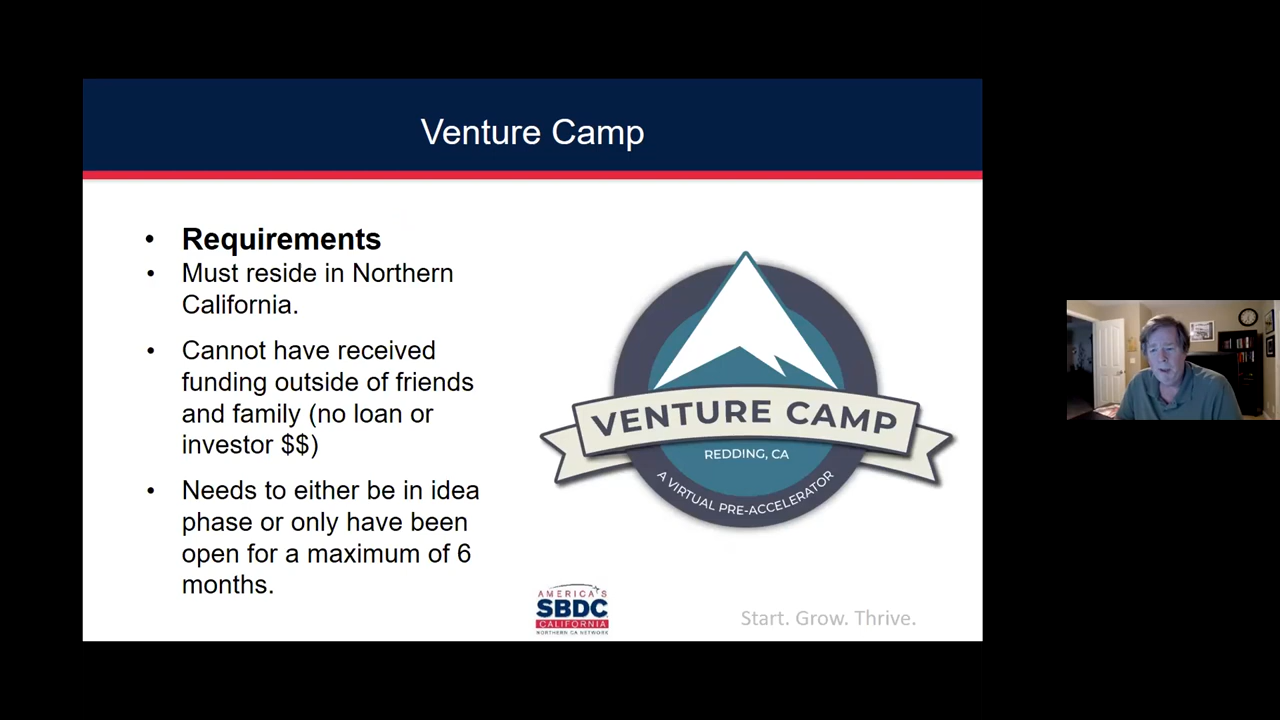 Venture Camp
• Requirements
• Must reside in Northern
California.
• Cannot have received
funding outside of friends
and family (no loan or
investor $$)
• Needs to either be in idea
phase or only have been
open for a maximum of 6
months.
VENTURE CAMP
REDDING, CA
A VIRTUAL PRE-ACCELERATOR
AMERICA'S
SBDC
CALIFORNIA
NORTHERN CA NETWORK
Start. Grow. Thrive.